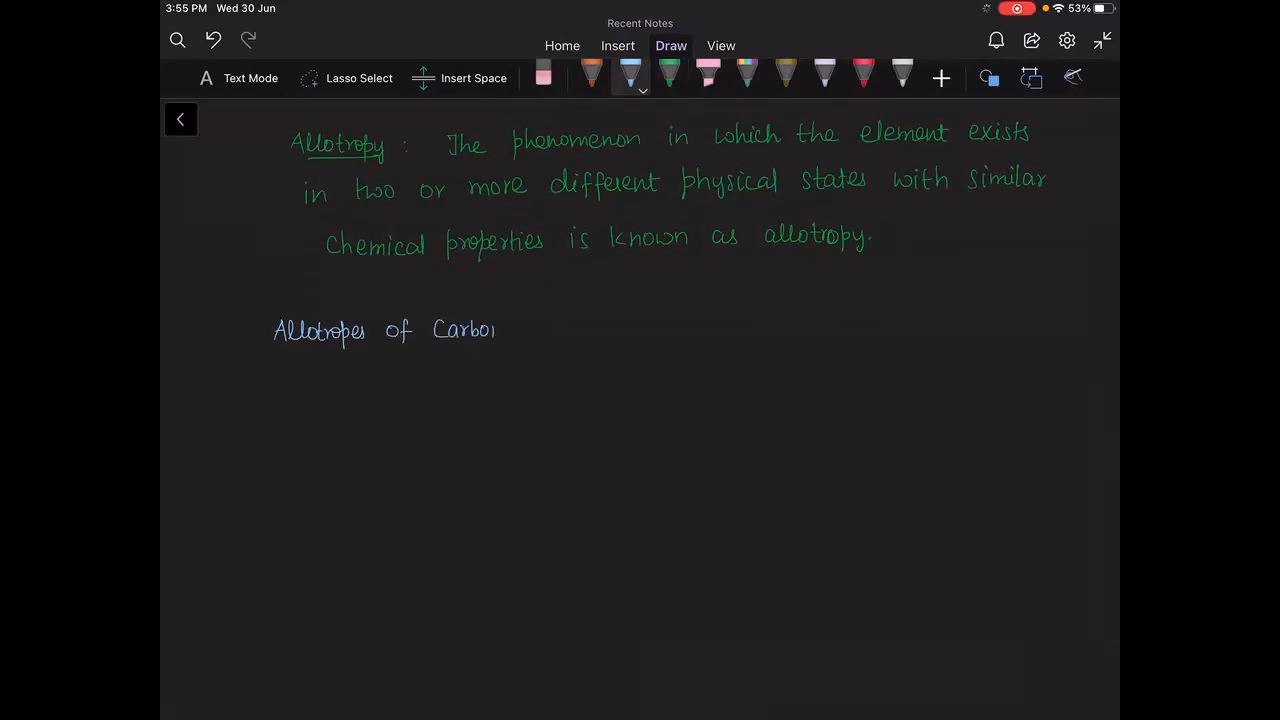 3:55 PM Wed 30 Jun
53%
Recent Notes
Home Insert Draw View
A Text Mode Lasso Select Insert Space
Allotropy : The phenomenon in which the element exists
in two or more different physical states with similar
chemical properties is known as allotropy.
Allotropes of Carbon